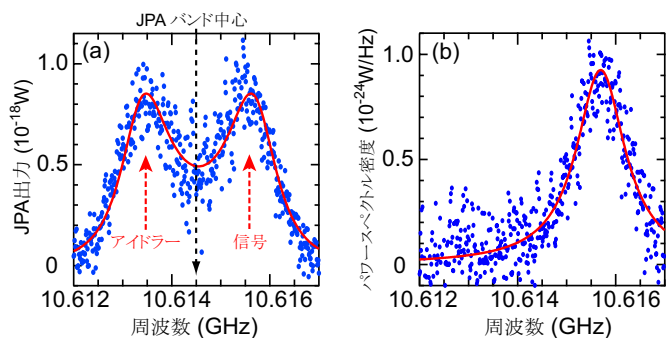 JPA バンド中心
(a)
JPA出力 (10⁻¹⁸W)
1.0
0.5
0
アイドラー
信号
10.612
10.614
10.616
周波数 (GHz)
(b)
パワースペクトル密度 (10⁻²⁴W/Hz)
1.0
0.5
0
10.612
10.614
10.616
周波数 (GHz)